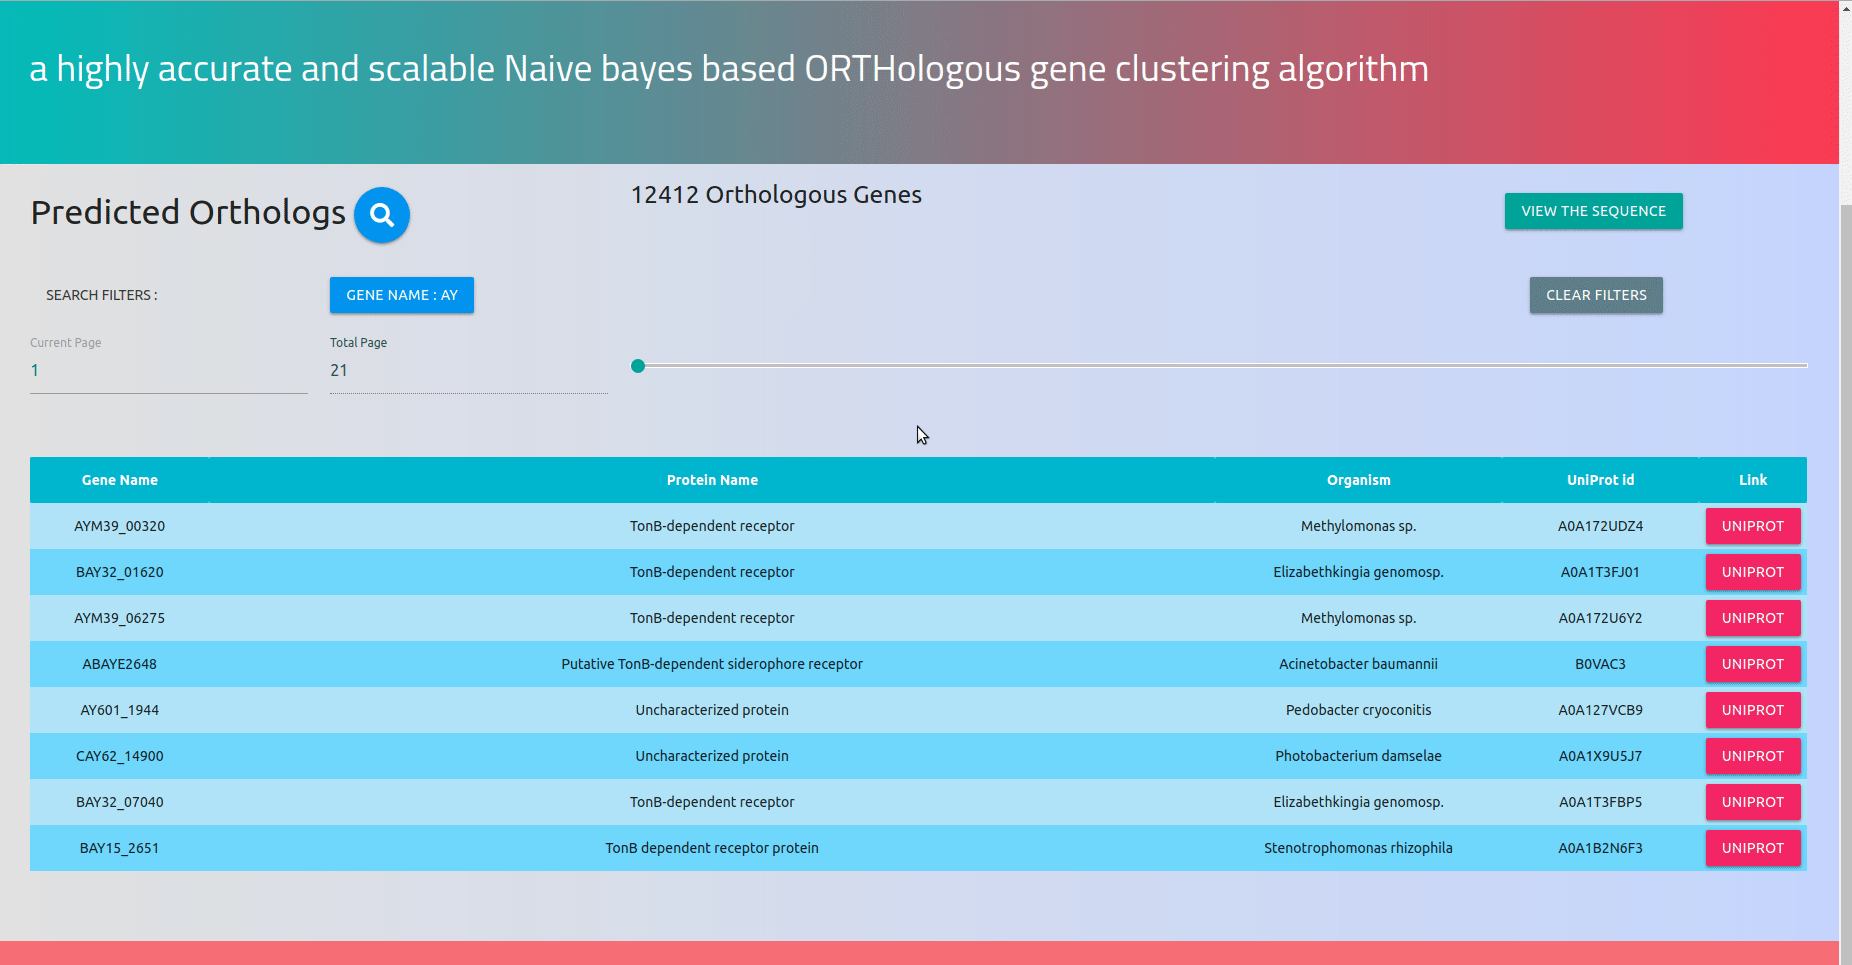 a highly accurate and scalable Naive bayes based ORTHologous gene clustering algorithm
Predicted Orthologs
12412 Orthologous Genes
VIEW THE SEQUENCE
SEARCH FILTERS :
GENE NAME : AY
CLEAR FILTERS
Current Page
Total Page
1
21
Gene Name Protein Name Organism UniProt id Link
AYM39_00320 TonB-dependent receptor Methylomonas sp. A0A172UDZ4 UNIPROT
BAY32_01620 TonB-dependent receptor Elizabethkingia genomosp. A0A1T3FJ01 UNIPROT
AYM39_06275 TonB-dependent receptor Methylomonas sp. A0A172U6Y2 UNIPROT
ABAYE2648 Putative TonB-dependent siderophore receptor Acinetobacter baumannii B0VAC3 UNIPROT
AY601_1944 Uncharacterized protein Pedobacter cryoconitis A0A127VCB9 UNIPROT
CAY62_14900 Uncharacterized protein Photobacterium damselae A0A1X9U5J7 UNIPROT
BAY32_07040 TonB-dependent receptor Elizabethkingia genomosp. A0A1T3FBP5 UNIPROT
BAY15_2651 TonB dependent receptor protein Stenotrophomonas rhizophila A0A1B2N6F3 UNIPROT